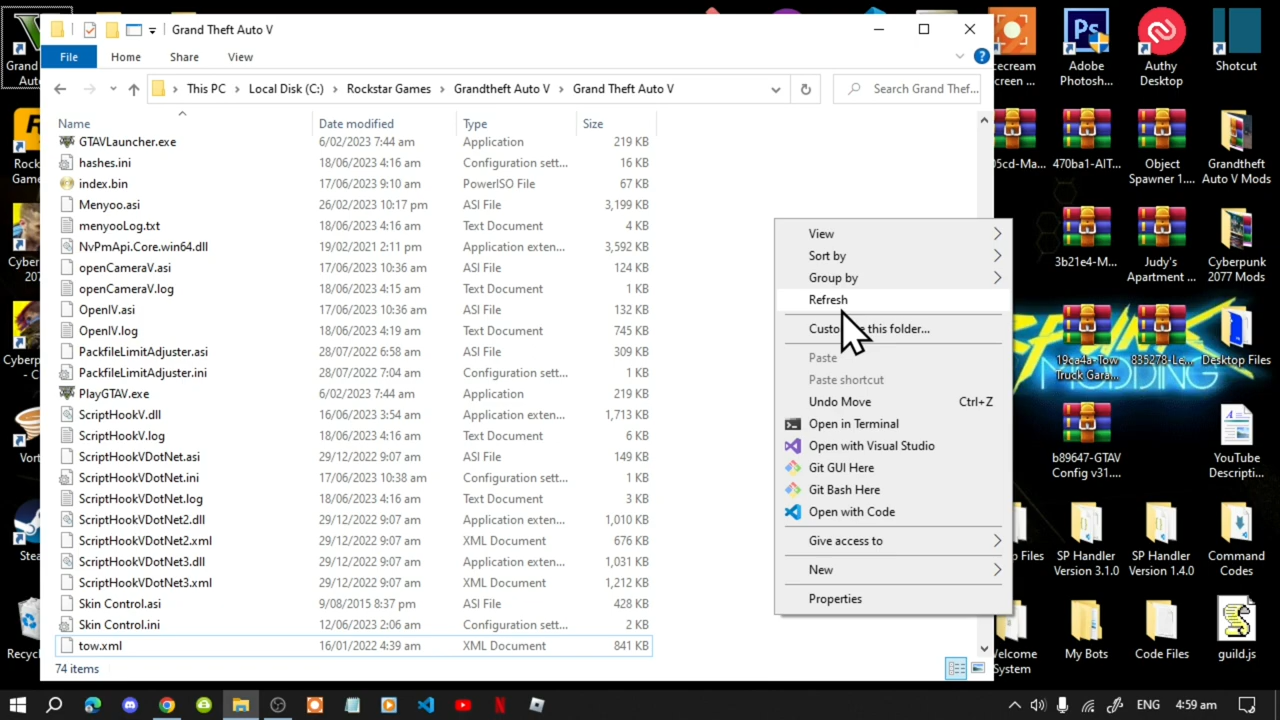 Grand Theft Auto V
File
Home
Share
View
This PC
Local Disk (C:)
Rockstar Games
Grandtheft Auto V
Grand Theft Auto V
Search Grand Thef...
Name
Date modified
Type
Size
GTAVLauncher.exe 6/02/2023 7:44 am Application 219 KB
hashes.ini 18/06/2023 4:16 am Configuration sett... 16 KB
index.bin 17/06/2023 9:10 am PowerISO File 67 KB
Menyoo.asi 26/02/2023 10:17 pm ASI File 3,199 KB
menyooLog.txt 18/06/2023 4:16 am Text Document 4 KB
NvPmApi.Core.win64.dll 19/02/2021 2:11 pm Application exten... 3,592 KB
openCameraV.asi 17/06/2023 10:36 am ASI File 124 KB
openCameraV.log 18/06/2023 4:15 am Text Document 1 KB
OpenIV.asi 17/06/2023 10:36 am ASI File 132 KB
OpenIV.log 18/06/2023 4:19 am Text Document 745 KB
PackfileLimitAdjuster.asi 28/07/2022 6:58 am ASI File 309 KB
PackfileLimitAdjuster.ini 28/07/2022 7:04 am Configuration sett... 1 KB
PlayGTAV.exe 6/02/2023 7:44 am Application 219 KB
ScriptHookV.dll 16/06/2023 3:54 am Application exten... 1,713 KB
ScriptHookV.log 18/06/2023 4:16 am Text Document 6 KB
ScriptHookVDotNet.asi 29/12/2022 9:07 am ASI File 149 KB
ScriptHookVDotNet.ini 17/06/2023 10:38 am Configuration sett... 1 KB
ScriptHookVDotNet.log 18/06/2023 4:16 am Text Document 3 KB
ScriptHookVDotNet2.dll 29/12/2022 9:07 am Application exten... 1,010 KB
ScriptHookVDotNet2.xml 29/12/2022 9:07 am XML Document 676 KB
ScriptHookVDotNet3.dll 29/12/2022 9:07 am Application exten... 1,031 KB
ScriptHookVDotNet3.xml 29/12/2022 9:07 am XML Document 1,212 KB
Skin Control.asi 9/08/2015 8:37 pm ASI File 428 KB
Skin Control.ini 12/06/2023 2:06 am Configuration sett... 2 KB
tow.xml 16/01/2022 4:39 am XML Document 841 KB
74 items
View
Sort by
Group by
Refresh
this folder...
Paste
Paste shortcut
Undo Move Ctrl+Z
Open in Terminal
Open with Visual Studio
Git GUI Here
Git Bash Here
Open with Code
Give access to
New
Properties
Adobe
Photosh...
Authy
Desktop
Shotcut
470ba1-AIT...
Object
Spawner 1....
Grandtheft
Auto V Mods
3b21e4-M...
Judy's
Apartment ...
Cyberpunk
2077 Mods
19ca4a-Tow
Truck Gara...
835278-Le...
Desktop Files
MODDING
b89647-GTAV
Config v31....
YouTube
Descripti...
SP Handler
Version 3.1.0
SP Handler
Version 1.4.0
Command
Codes
My Bots
Code Files
guild.js
System
ENG
4:59 am